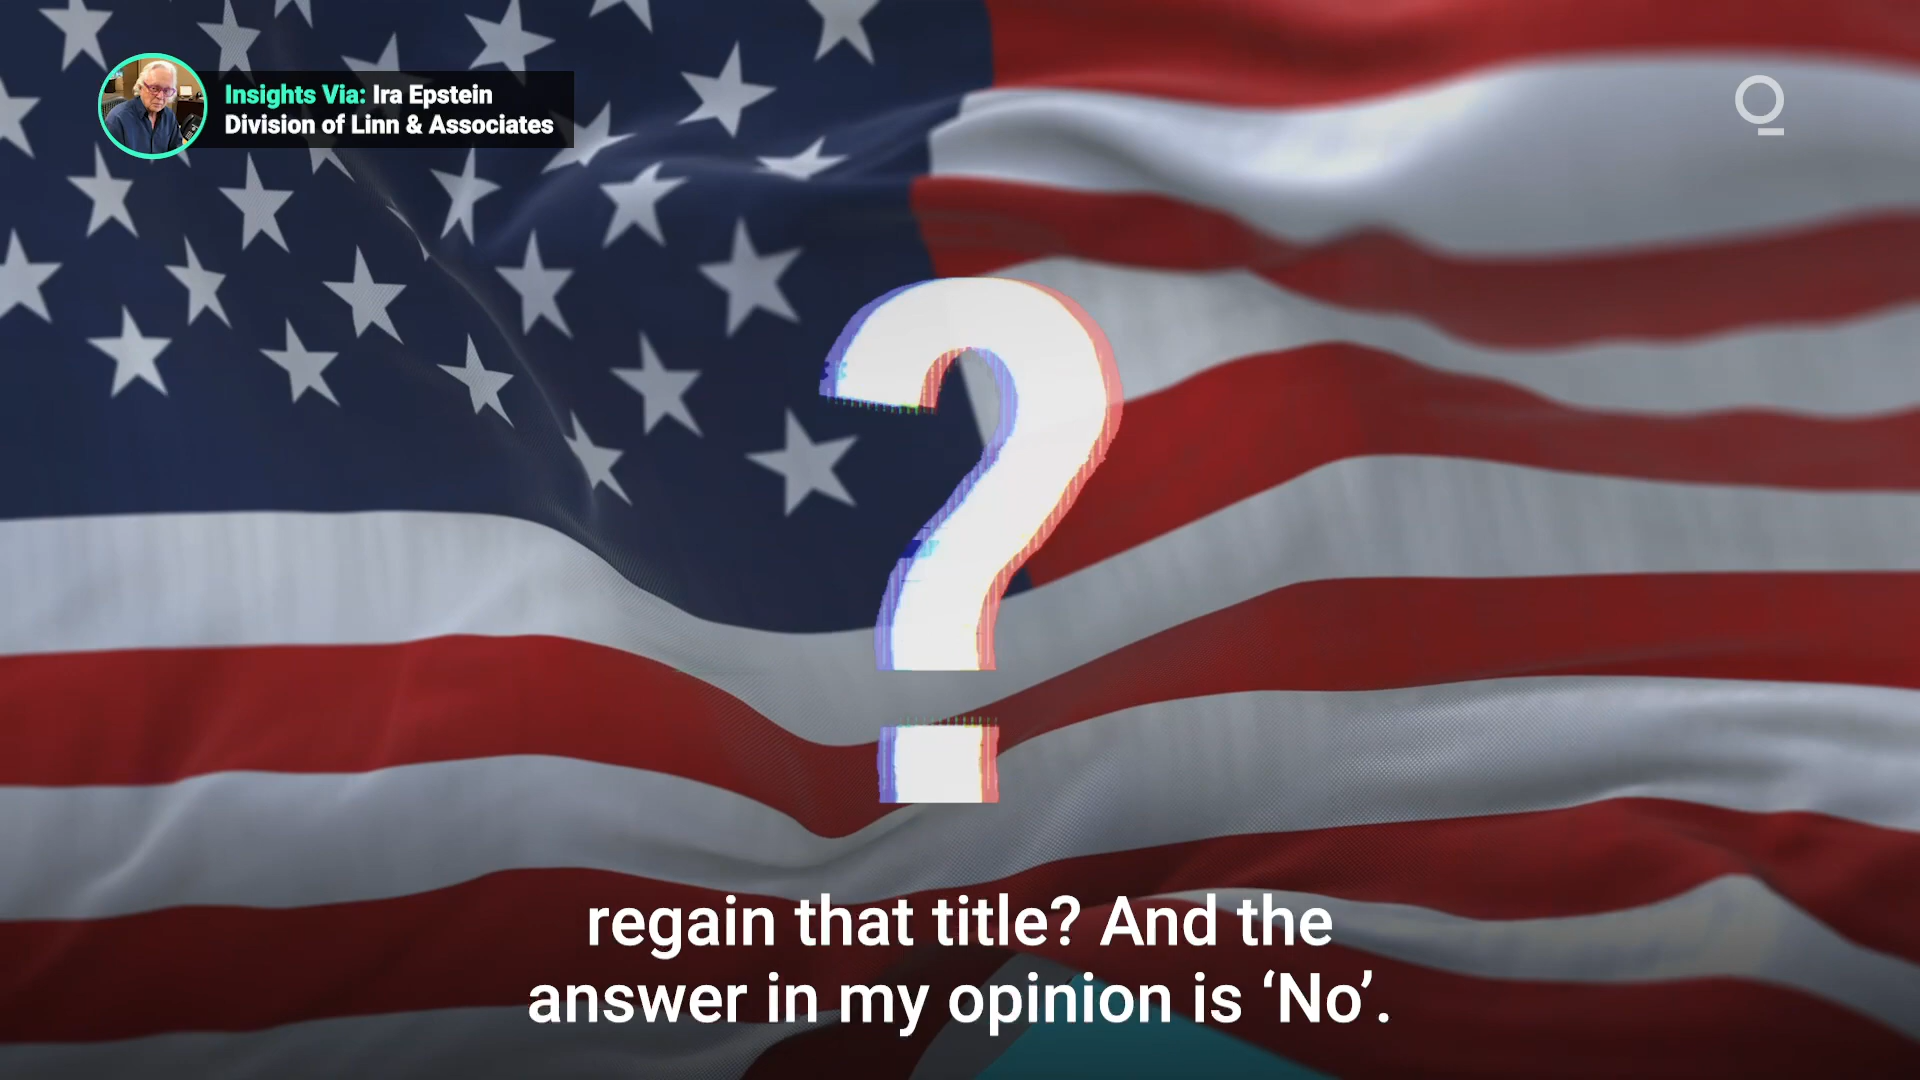 Insights Via: Ira Epstein
Division of Linn & Associates
?
regain that title? And the
answer in my opinion is ‘No’.